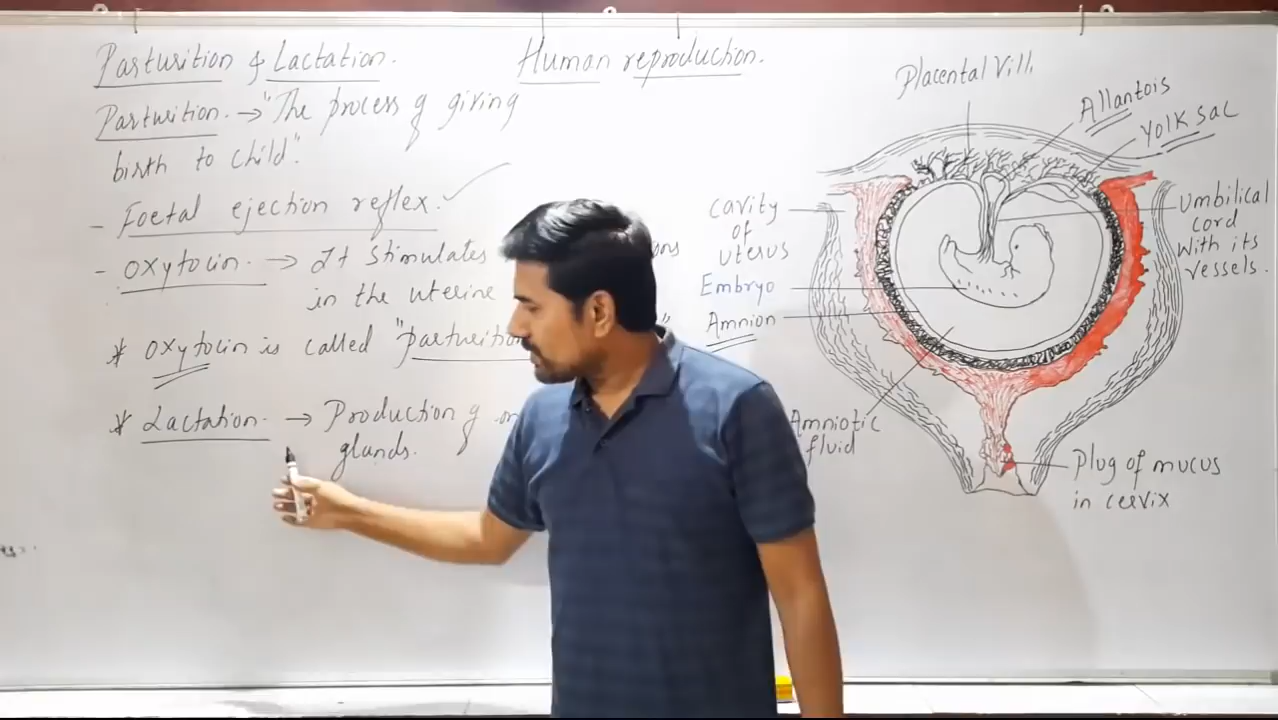 Parturition & Lactation.
Human reproduction.
Parturition. → "The process of giving
birth to child".
- Foetal ejection reflex.
- Oxytocin. → It stimulates
in the uterine
* Oxytocin is called "parturition
* Lactation. → Production of
glands.
Placental Villi
Allantois
Yolk sac
Cavity
of
uterus
Embryo
Amnion
Amniotic
fluid
Umbilical
cord
With its
vessels.
Plug of mucus
in cervix